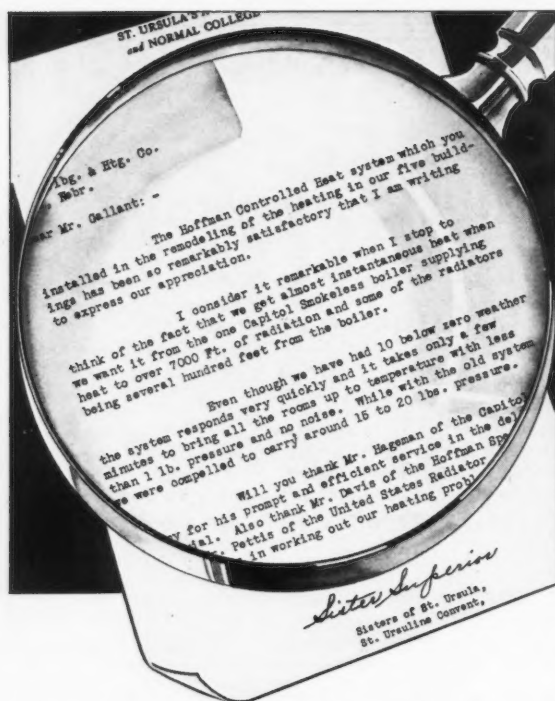 ST. URSULA'S
and NORMAL COLLEGE
lbg. & Htg. Co.
Nebr.
ar Mr. Gallant: -
The Hoffman Controlled Heat system which you
installed in the remodeling of the heating in our five build-
ings has been so remarkably satisfactory that I am writing
to express our appreciation.
I consider it remarkable when I stop to
think of the fact that we get almost instantaneous heat when
we want it from the one Capitol Smokeless boiler supplying
heat to over 7000 Ft. of radiation and some of the radiators
being several hundred feet from the boiler.
Even though we have had 10 below zero weather
the system responds very quickly and it takes only a few
minutes to bring all the rooms up to temperature with less
than 1 lb. pressure and no noise. While with the old system
we were compelled to carry around 15 to 20 lbs. pressure.
Will you thank Mr. Hageman of the Capitol
ry for his prompt and efficient service in the del
ial. Also thank Mr. Davis of the Hoffman Spe
. Pettis of the United States Radiator
in working out our heating probl
Sister Superior
Sisters of St. Ursula,
St. Ursuline Convent,